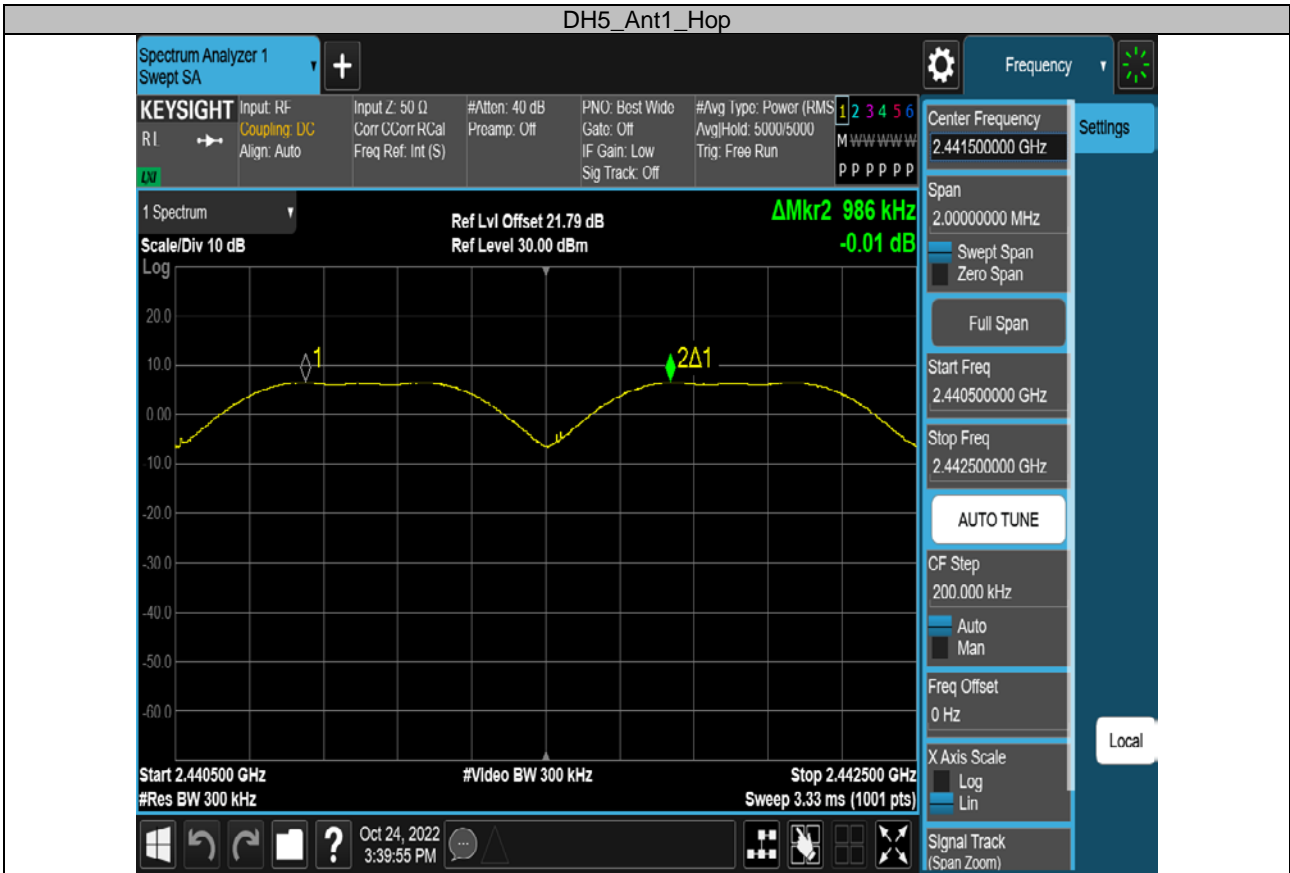 DH5_Ant1_Hop
Spectrum Analyzer 1
Swept SA
+
Frequency
KEYSIGHT
RL
LXI
Input: RF
Coupling: DC
Align: Auto
Input Z: 50 Ω
Corr CCorr RCal
Freq Ref: Int (S)
#Atten: 40 dB
Preamp: Off
PNO: Best Wide
Gate: Off
IF Gain: Low
Sig Track: Off
#Avg Type: Power (RMS
Avg|Hold: 5000/5000
Trig: Free Run
1 2 3 4 5 6
M W W W W W
P P P P P P
1 Spectrum
Scale/Div 10 dB
Log
Ref Lvl Offset 21.79 dB
Ref Level 30.00 dBm
ΔMkr2 986 kHz
-0.01 dB
20.0
10.0
0.00
-10.0
-20.0
-30.0
-40.0
-50.0
-60.0
1
2Δ1
Start 2.440500 GHz
#Res BW 300 kHz
#Video BW 300 kHz
Stop 2.442500 GHz
Sweep 3.33 ms (1001 pts)
Center Frequency
2.441500000 GHz
Settings
Span
2.00000000 MHz
Swept Span
Zero Span
Full Span
Start Freq
2.440500000 GHz
Stop Freq
2.442500000 GHz
AUTO TUNE
CF Step
200.000 kHz
Auto
Man
Freq Offset
0 Hz
X Axis Scale
Log
Lin
Signal Track
(Span Zoom)
Local
?
Oct 24, 2022
3:39:55 PM